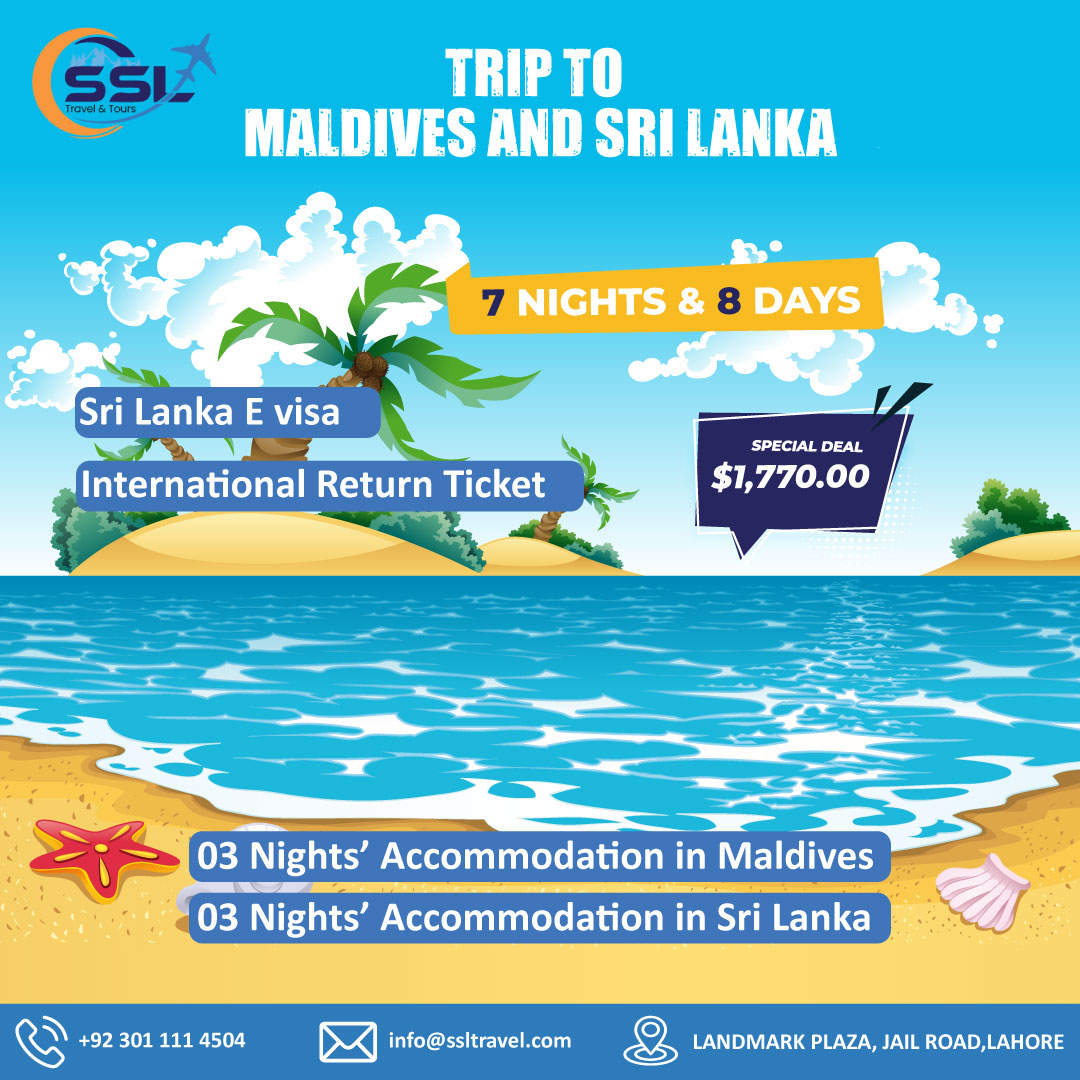 SSL
Travel & Tours
TRIP TO
MALDIVES AND SRI LANKA
7 NIGHTS & 8 DAYS
Sri Lanka E visa
International Return Ticket
SPECIAL DEAL
$1,770.00
03 Nights’ Accommodation in Maldives
03 Nights’ Accommodation in Sri Lanka
+92 301 111 4504
info@ssltravel.com
LANDMARK PLAZA, JAIL ROAD,LAHORE